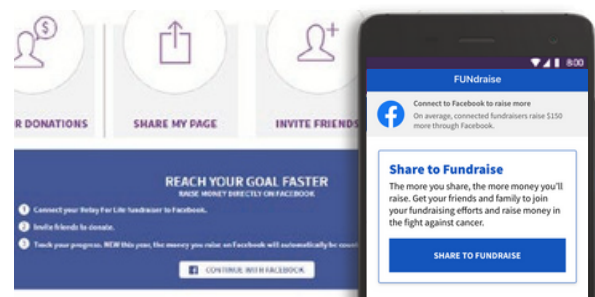 R DONATIONS
SHARE MY PAGE
INVITE FRIENDS
REACH YOUR GOAL FASTER
RAISE MONEY DIRECTLY ON FACEBOOK
1 Connect your Relay For Life fundraiser to Facebook.
2 Invite friends to donate.
3 Track your progress. NEW this year, the money you raise on Facebook will automatically be count
CONTINUE WITH FACEBOOK
8:00
FUNdraise
Connect to Facebook to raise more
On average, connected fundraisers raise $150
more through Facebook.
Share to Fundraise
The more you share, the more money you'll
raise. Get your friends and family to join
your fundraising efforts and raise money in
the fight against cancer.
SHARE TO FUNDRAISE